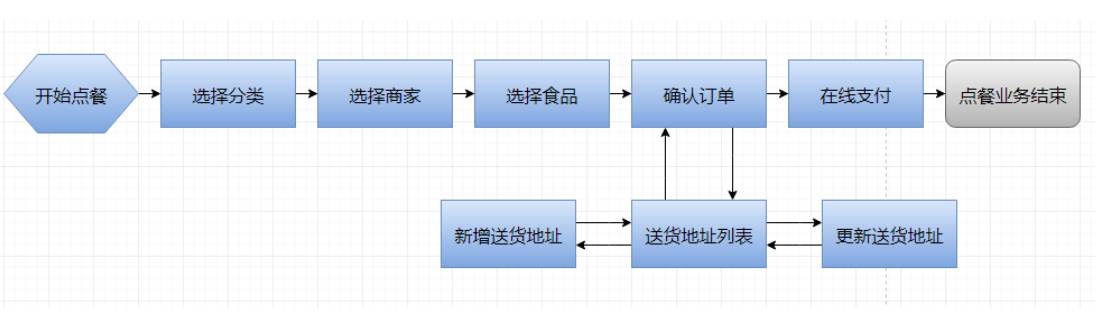 开始点餐
选择分类
选择商家
选择食品
确认订单
在线支付
点餐业务结束
新增送货地址
送货地址列表
更新送货地址